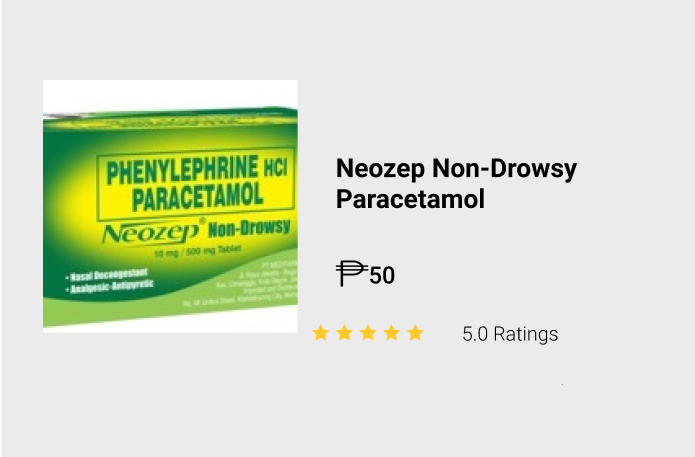 PHENYLEPHRINE HCl
PARACETAMOL
Neozep® Non-Drowsy
10 mg / 500 mg Tablet
• Nasal Decongestant
• Analgesic-Antipyretic
Neozep Non-Drowsy
Paracetamol
₱50
5.0 Ratings